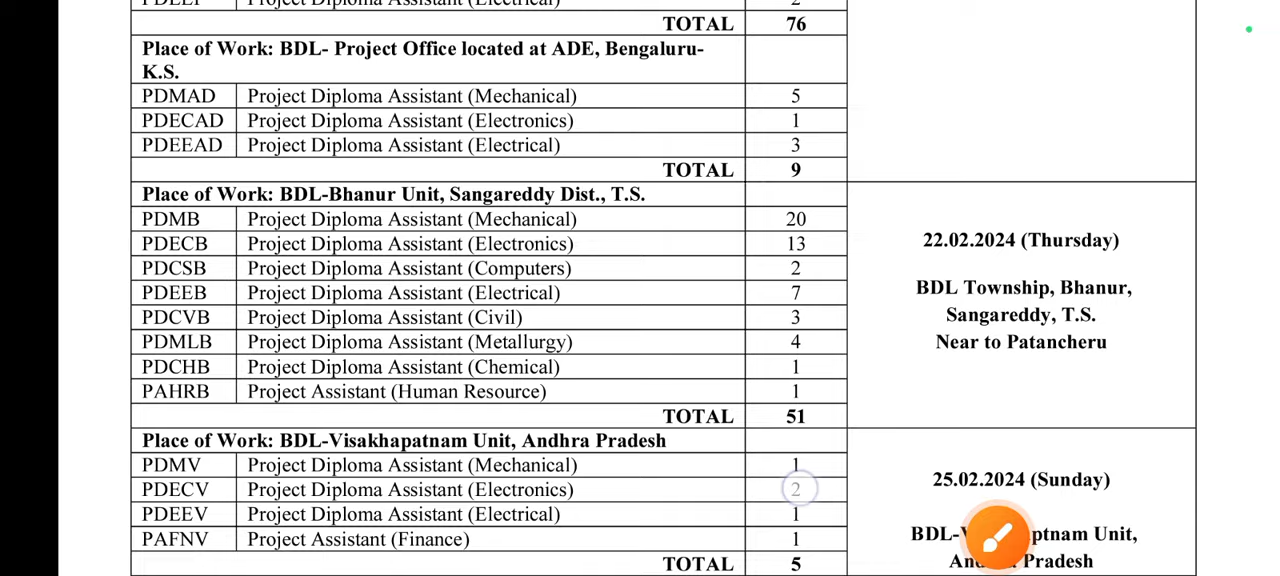 Project Diploma Assistant (Electrical) 2
TOTAL 76
Place of Work: BDL- Project Office located at ADE, Bengaluru-
K.S.
PDMAD Project Diploma Assistant (Mechanical) 5
PDECAD Project Diploma Assistant (Electronics) 1
PDEEAD Project Diploma Assistant (Electrical) 3
TOTAL 9
Place of Work: BDL-Bhanur Unit, Sangareddy Dist., T.S.
PDMB Project Diploma Assistant (Mechanical) 20
PDECB Project Diploma Assistant (Electronics) 13
PDCSB Project Diploma Assistant (Computers) 2
PDEEB Project Diploma Assistant (Electrical) 7
PDCVB Project Diploma Assistant (Civil) 3
PDMLB Project Diploma Assistant (Metallurgy) 4
PDCHB Project Diploma Assistant (Chemical) 1
PAHRB Project Assistant (Human Resource) 1
TOTAL 51
22.02.2024 (Thursday)
BDL Township, Bhanur,
Sangareddy, T.S.
Near to Patancheru
Place of Work: BDL-Visakhapatnam Unit, Andhra Pradesh
PDMV Project Diploma Assistant (Mechanical) 1
PDECV Project Diploma Assistant (Electronics) 2
PDEEV Project Diploma Assistant (Electrical) 1
PAFNV Project Assistant (Finance) 1
TOTAL 5
25.02.2024 (Sunday)
Unit,
Pradesh